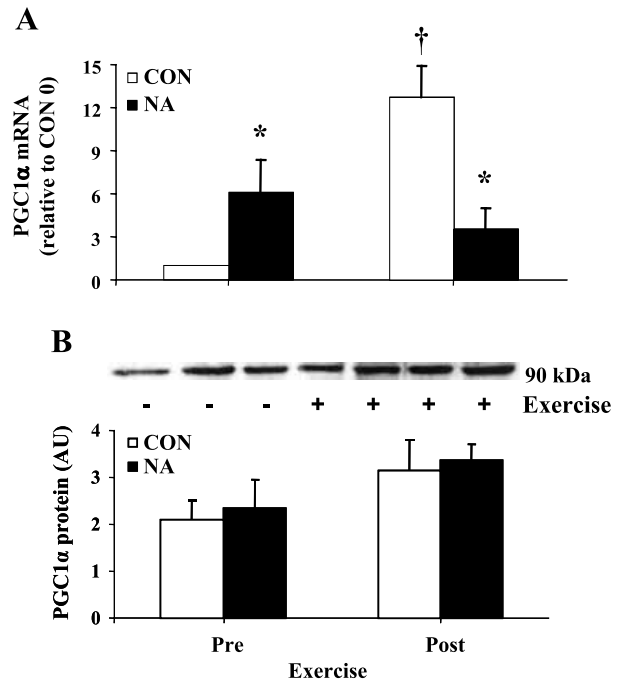 A
†
15
12
9
6
3
0
PGC1α mRNA
(relative to CON 0)
CON
NA
*
*
B
90 kDa
- - - + + + + Exercise
4
3
2
1
0
PGC1α protein (AU)
CON
NA
Pre Post
Exercise